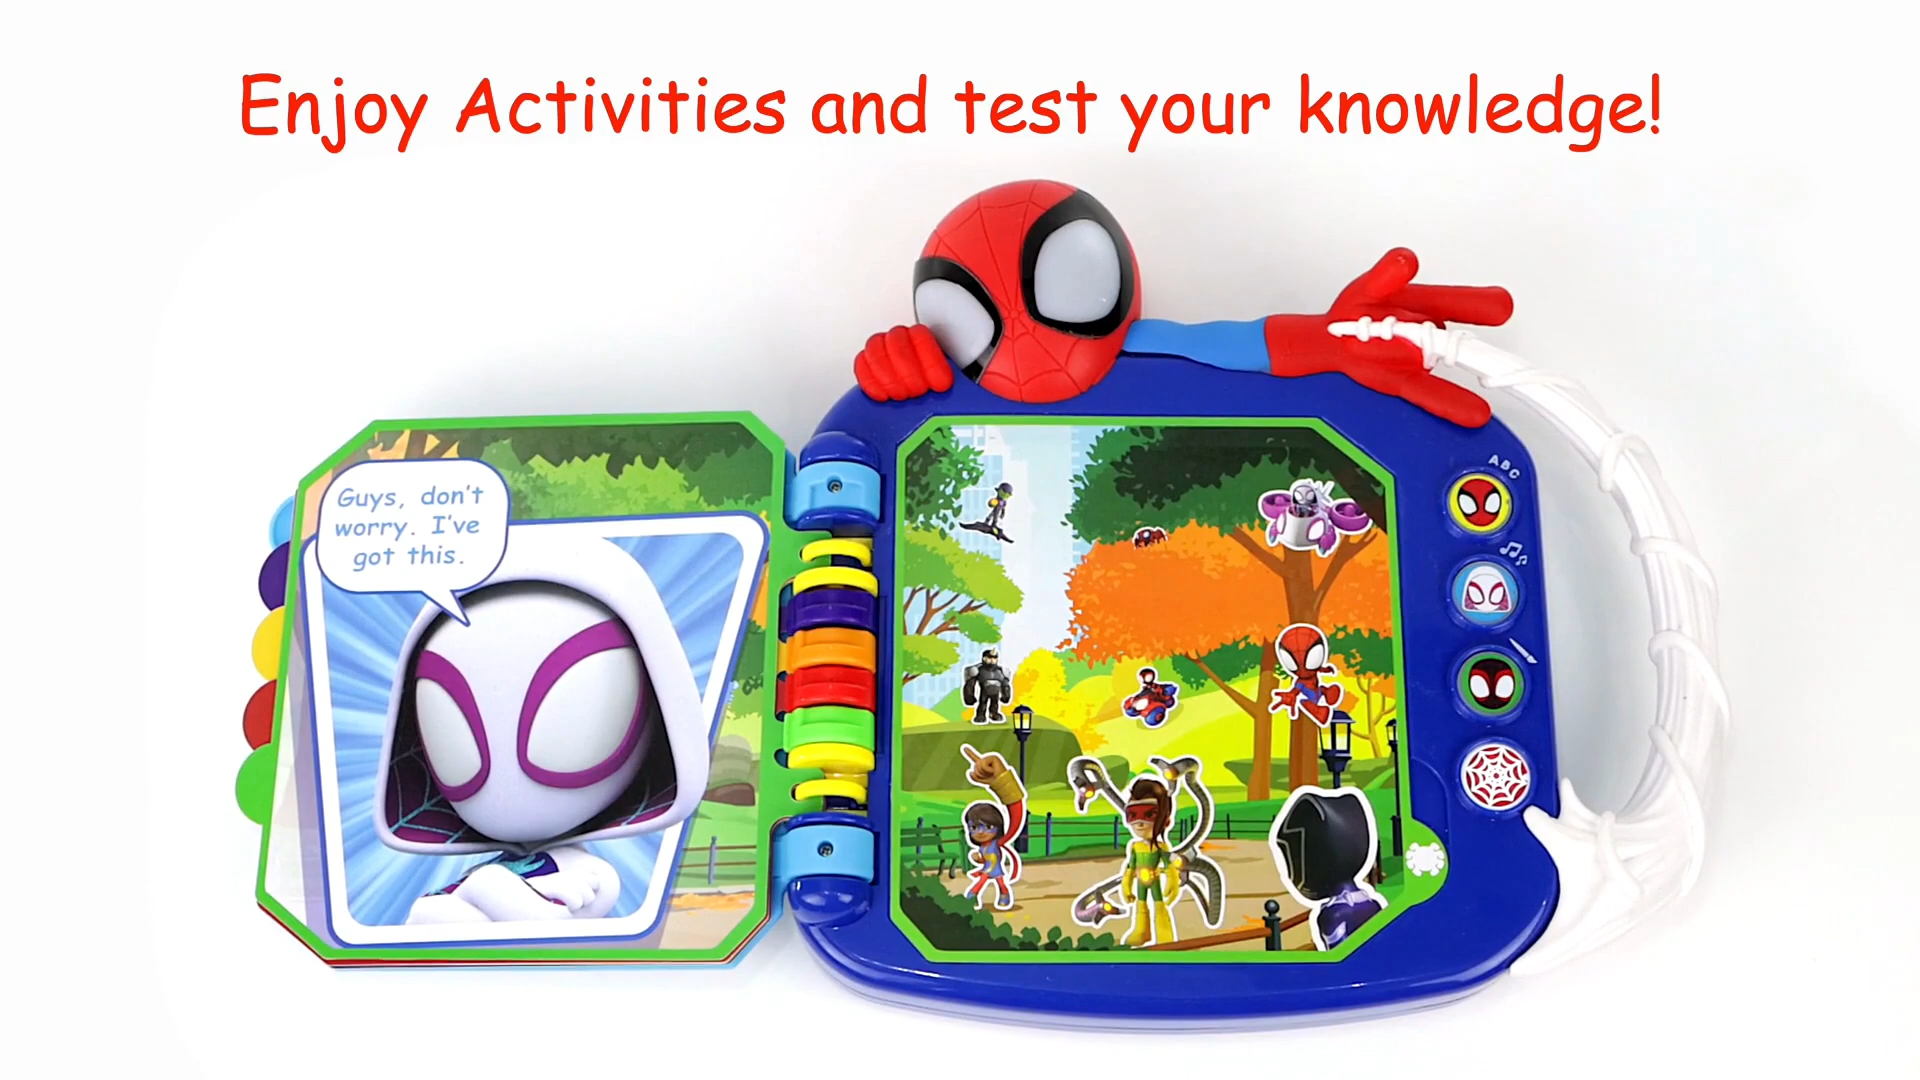 Enjoy Activities and test your knowledge!
Guys, don't
worry. I've
got this.
ABC